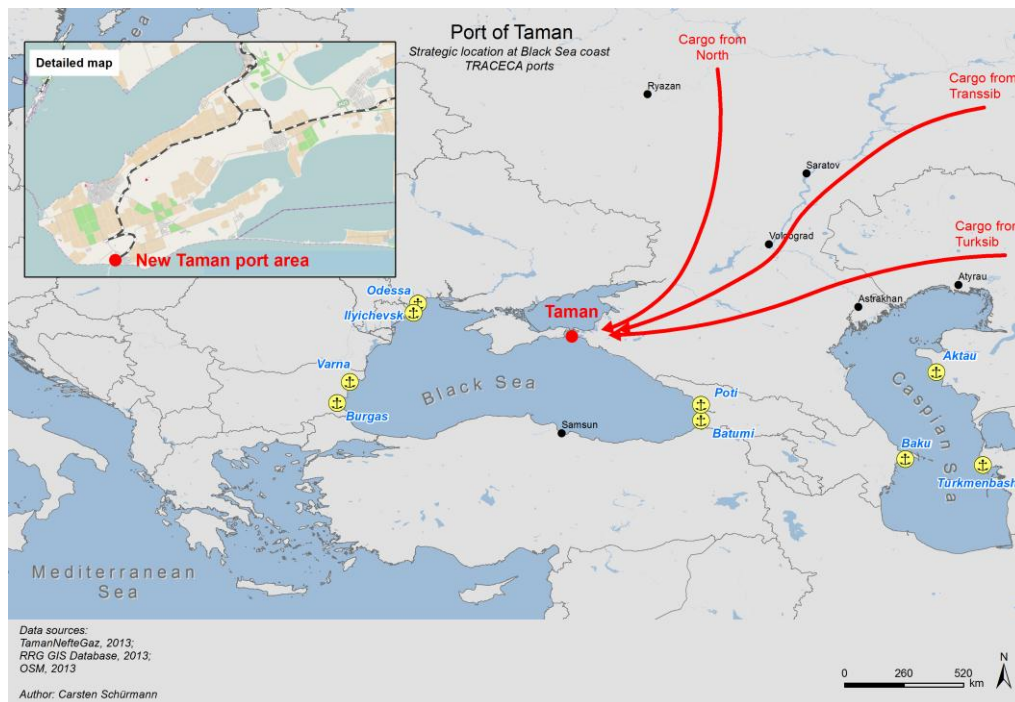 Port of Taman
Strategic location at Black Sea coast
TRACECA ports
Detailed map
New Taman port area
Cargo from
North
Cargo from
Transsib
Cargo from
Turksib
Ryazan
Saratov
Volgograd
Astrakhan
Atyrau
Odessa
Ilyichevsk
Taman
Varna
Burgas
Black Sea
Poti
Batumi
Samsun
Aktau
Caspian Sea
Baku
Turkmenbash
Mediterranean
Sea
Data sources:
TamanNefteGaz, 2013;
RRG GIS Database, 2013;
OSM, 2013
Author: Carsten Schürmann
N
0 260 520
km